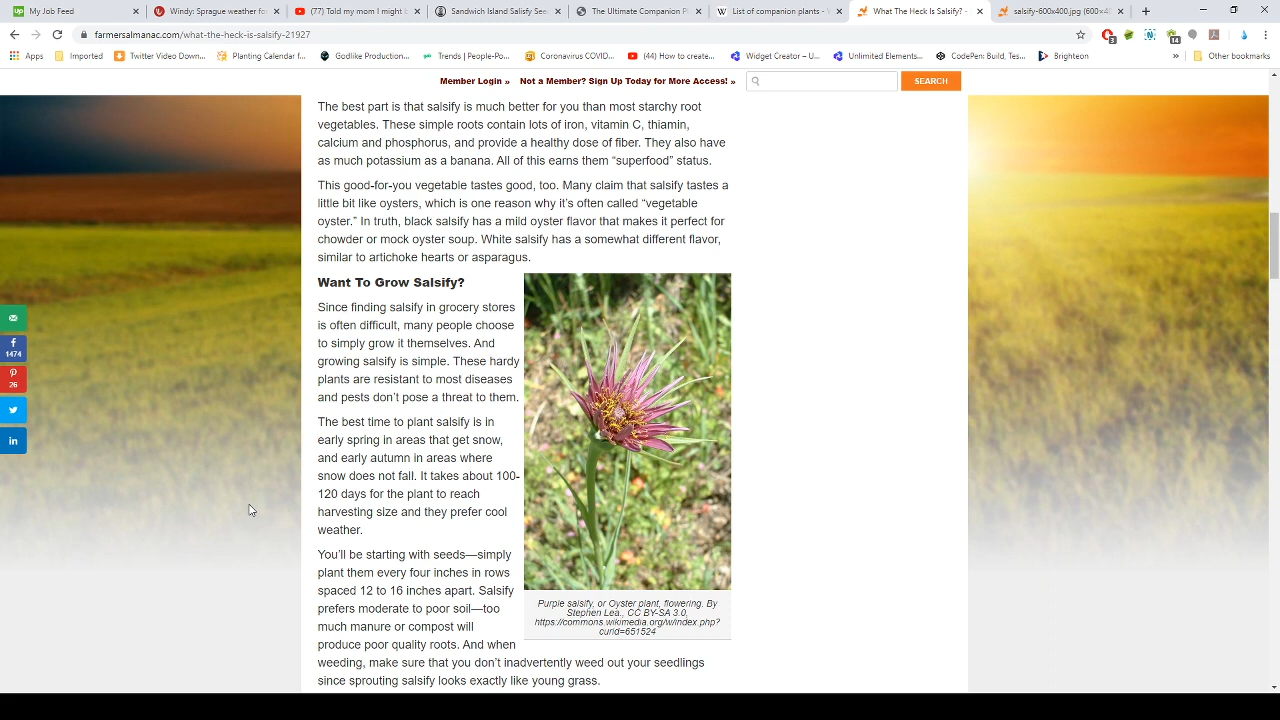 My Job Feed
Windy: Sprague weather for
(77) Told my mom I might
Sandwich Island Salsify See
The Ultimate Companion Pl
List of companion plants - W
What The Heck Is Salsify? -
salsify-600x400.jpg (600×40
farmersalmanac.com/what-the-heck-is-salsify-21927
3
14
Apps
Imported
Twitter Video Down...
Planting Calendar f...
Godlike Production...
Trends | People-Po...
Coronavirus COVID...
(44) How to create...
Widget Creator – U...
Unlimited Elements...
CodePen: Build, Tes...
Brighteon
»
Other bookmarks
Member Login »
Not a Member? Sign Up Today for More Access! »
SEARCH
The best part is that salsify is much better for you than most starchy root
vegetables. These simple roots contain lots of iron, vitamin C, thiamin,
calcium and phosphorus, and provide a healthy dose of fiber. They also have
as much potassium as a banana. All of this earns them “superfood” status.
This good-for-you vegetable tastes good, too. Many claim that salsify tastes a
little bit like oysters, which is one reason why it’s often called “vegetable
oyster.” In truth, black salsify has a mild oyster flavor that makes it perfect for
chowder or mock oyster soup. White salsify has a somewhat different flavor,
similar to artichoke hearts or asparagus.
Want To Grow Salsify?
Since finding salsify in grocery stores
is often difficult, many people choose
to simply grow it themselves. And
growing salsify is simple. These hardy
plants are resistant to most diseases
and pests don’t pose a threat to them.
The best time to plant salsify is in
early spring in areas that get snow,
and early autumn in areas where
snow does not fall. It takes about 100-
120 days for the plant to reach
harvesting size and they prefer cool
weather.
You’ll be starting with seeds—simply
plant them every four inches in rows
spaced 12 to 16 inches apart. Salsify
prefers moderate to poor soil—too
much manure or compost will
produce poor quality roots. And when
weeding, make sure that you don’t inadvertently weed out your seedlings
since sprouting salsify looks exactly like young grass.
Purple salsify, or Oyster plant, flowering. By
Stephen Lea., CC BY-SA 3.0,
https://commons.wikimedia.org/w/index.php?
curid=651524
1474
26